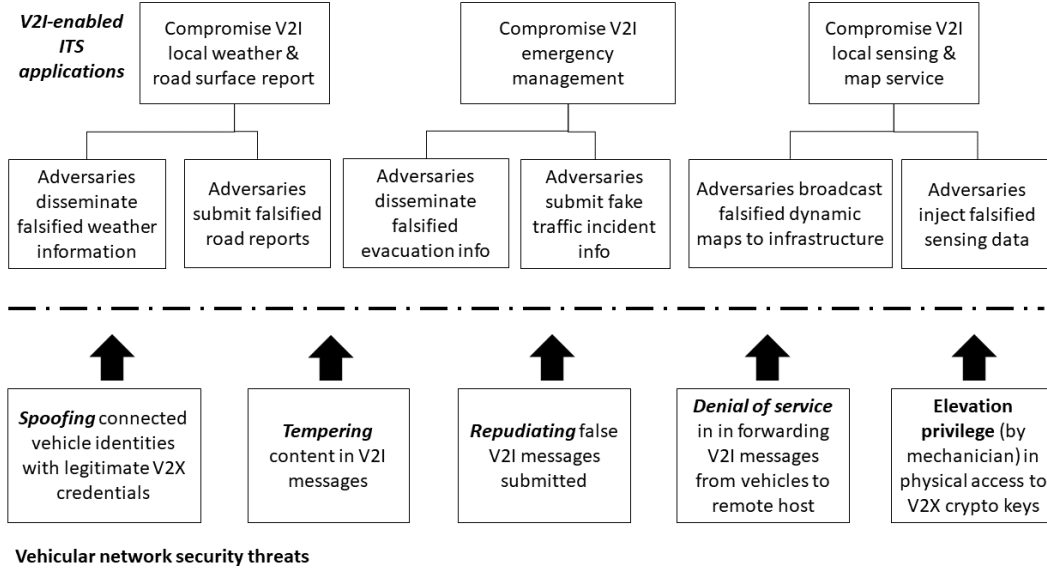 V2I-enabled
ITS
applications
Compromise V2I
local weather &
road surface report
Compromise V2I
emergency
management
Compromise V2I
local sensing &
map service
Adversaries
disseminate
falsified weather
information
Adversaries
submit falsified
road reports
Adversaries
disseminate
falsified
evacuation info
Adversaries
submit fake
traffic incident
info
Adversaries broadcast
falsified dynamic
maps to infrastructure
Adversaries
inject falsified
sensing data
Spoofing connected
vehicle identities
with legitimate V2X
credentials
Tempering
content in V2I
messages
Repudiating false
V2I messages
submitted
Denial of service
in in forwarding
V2I messages
from vehicles to
remote host
Elevation
privilege (by
mechanician) in
physical access to
V2X crypto keys
Vehicular network security threats